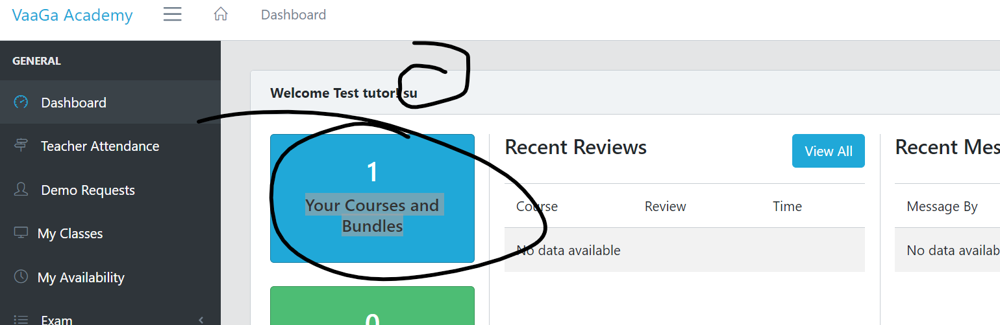 VaaGa Academy
Dashboard
GENERAL
Dashboard
Teacher Attendance
Demo Requests
My Classes
My Availability
Exam
Welcome Test tutor! su
1
Your Courses and
Bundles
0
Recent Reviews
View All
Course Review Time
No data available
Recent Mes
Message By
No data availab